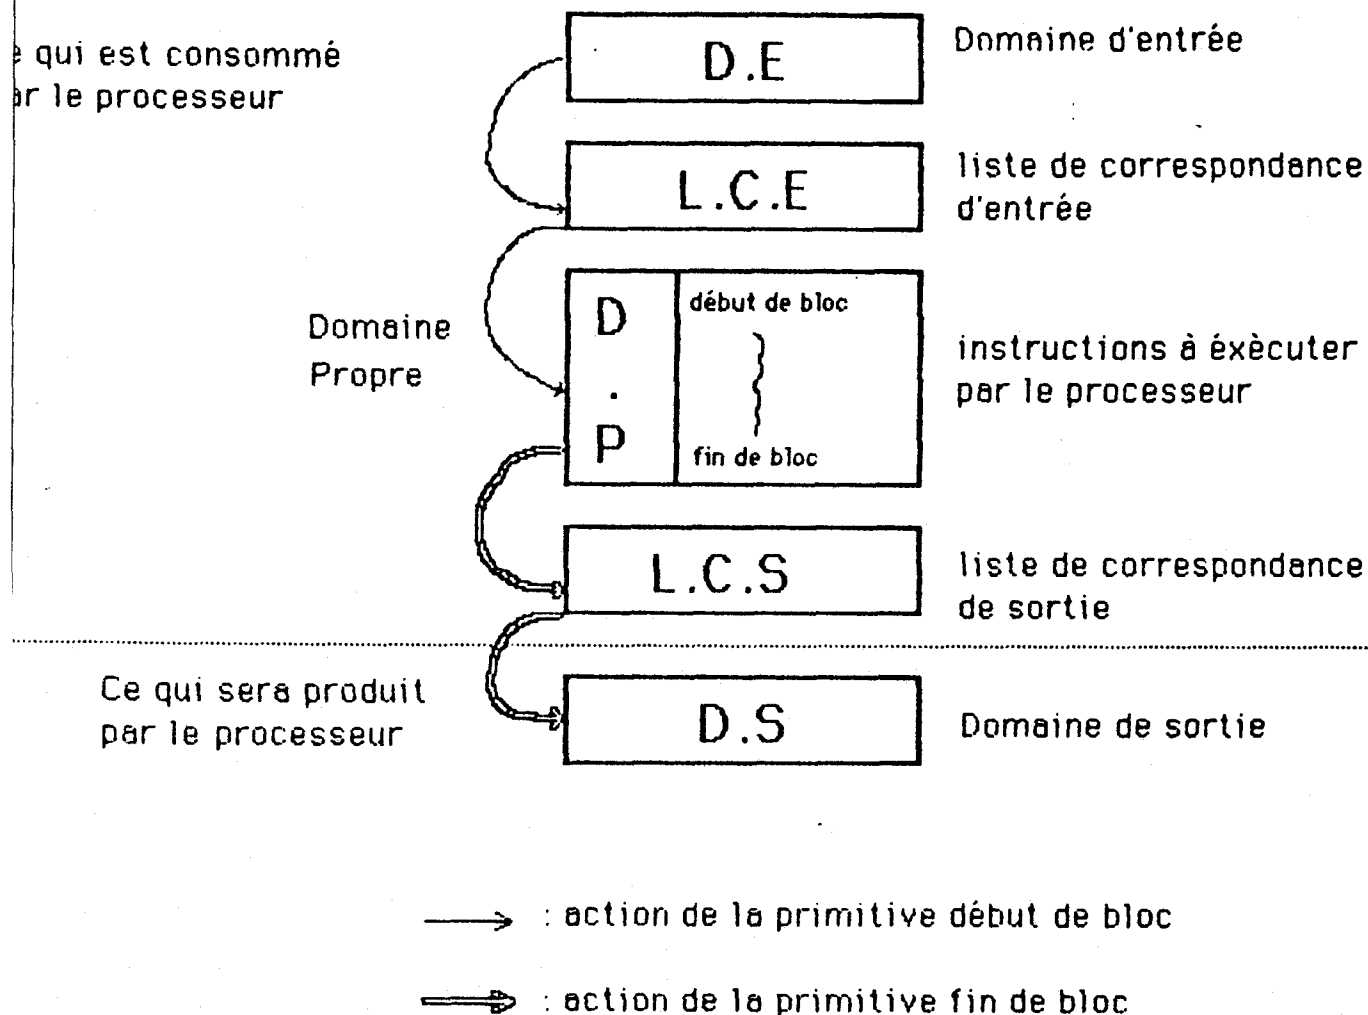 qui est consommé
le processeur
D.E
Domaine d'entrée
L.C.E
liste de correspondance
d'entrée
Domaine
Propre
D
.
P
début de bloc
fin de bloc
instructions à éxècuter
par le processeur
L.C.S
liste de correspondance
de sortie
Ce qui sera produit
par le processeur
D.S
Domaine de sortie
: action de la primitive début de bloc
: action de la primitive fin de bloc